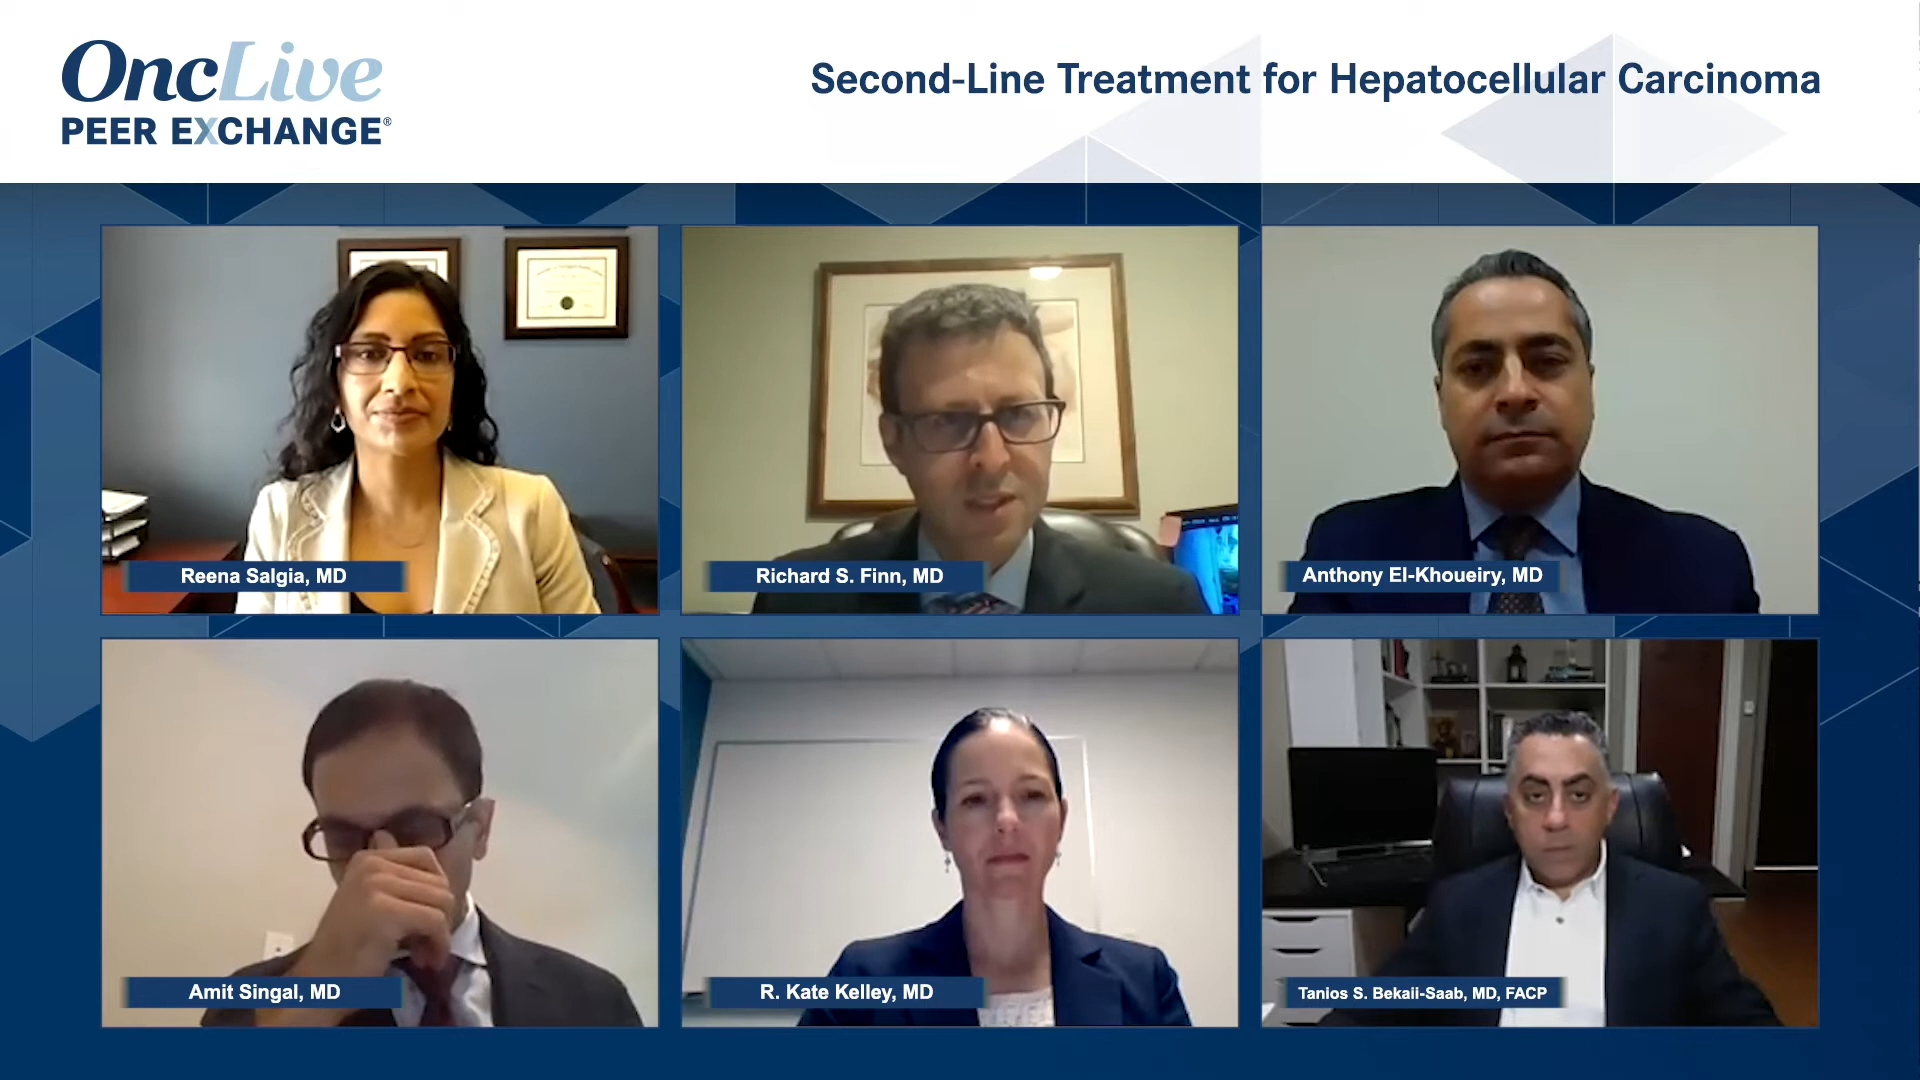 OncLive
PEER EXCHANGE®
Second-Line Treatment for Hepatocellular Carcinoma
Reena Salgia, MD
Richard S. Finn, MD
Anthony El-Khoueiry, MD
Amit Singal, MD
R. Kate Kelley, MD
Tanios S. Bekaii-Saab, MD, FACP